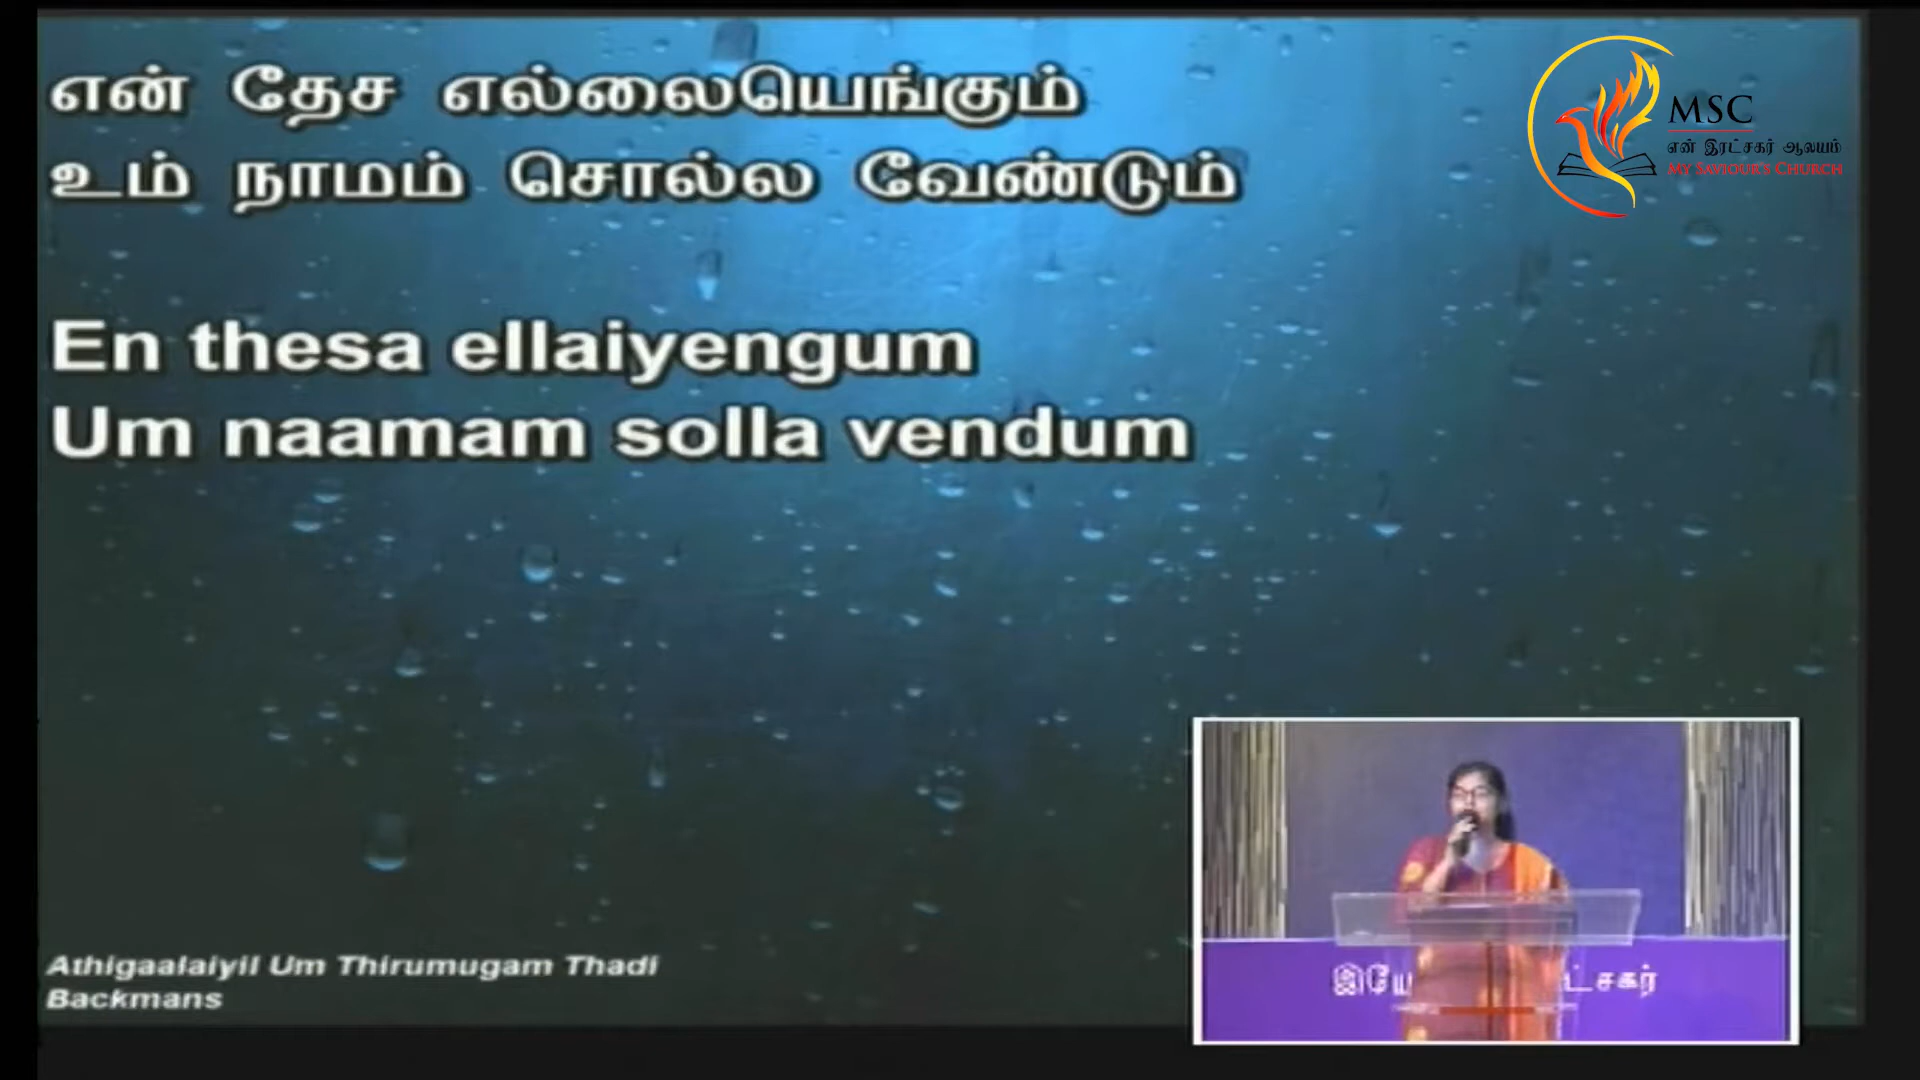 என் தேச எல்லையெங்கும்
உம் நாமம் சொல்ல வேண்டும்
En thesa ellaiyengum
Um naamam solla vendum
MSC
என் இரட்சகர் ஆலயம்
MY SAVIOUR'S CHURCH
Athigaalaiyil Um Thirumugam Thadi
Backmans